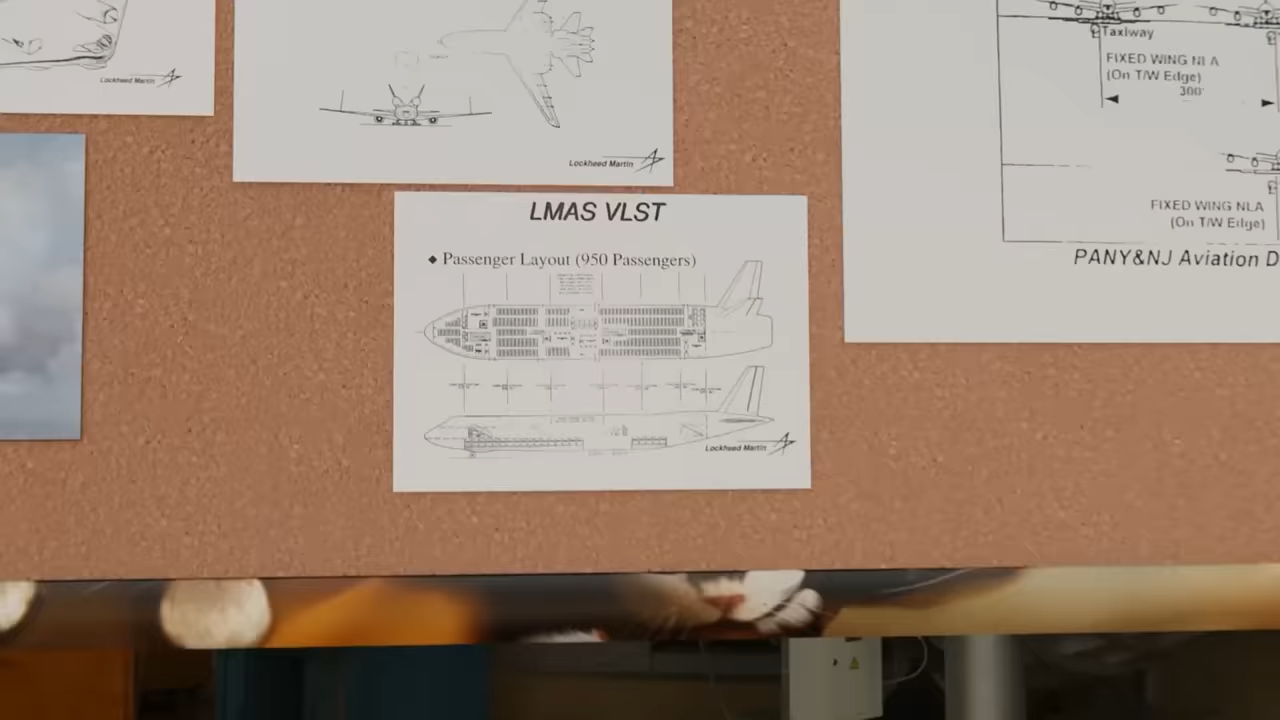 Lockheed Martin
Lockheed Martin
LMAS VLST
◆ Passenger Layout (950 Passengers)
Lockheed Martin
Taxiway
FIXED WING NLA
(On T/W Edge)
300'
FIXED WING NLA
(On T/W Edge)
PANY&NJ Aviation D